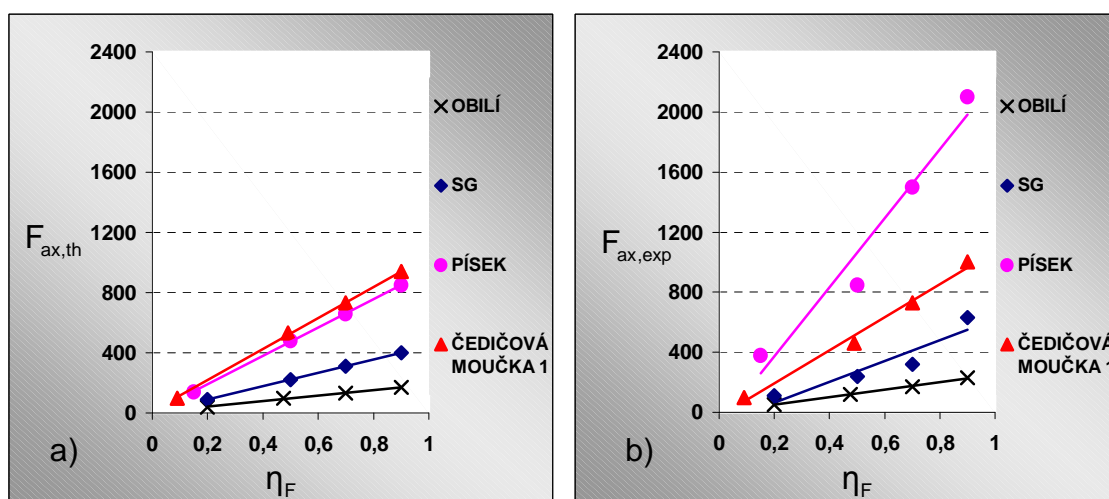 2400
2000
1600
1200
800
400
0
F ax,th
0 0,2 0,4 0,6 0,8 1
η F
a)
OBILÍ
SG
PÍSEK
ČEDIČOVÁ
MOUČKA 1
2400
2000
1600
1200
800
400
0
F ax,exp
0 0,2 0,4 0,6 0,8 1
η F
b)
OBILÍ
SG
PÍSEK
ČEDIČOVÁ
MOUČKA 1